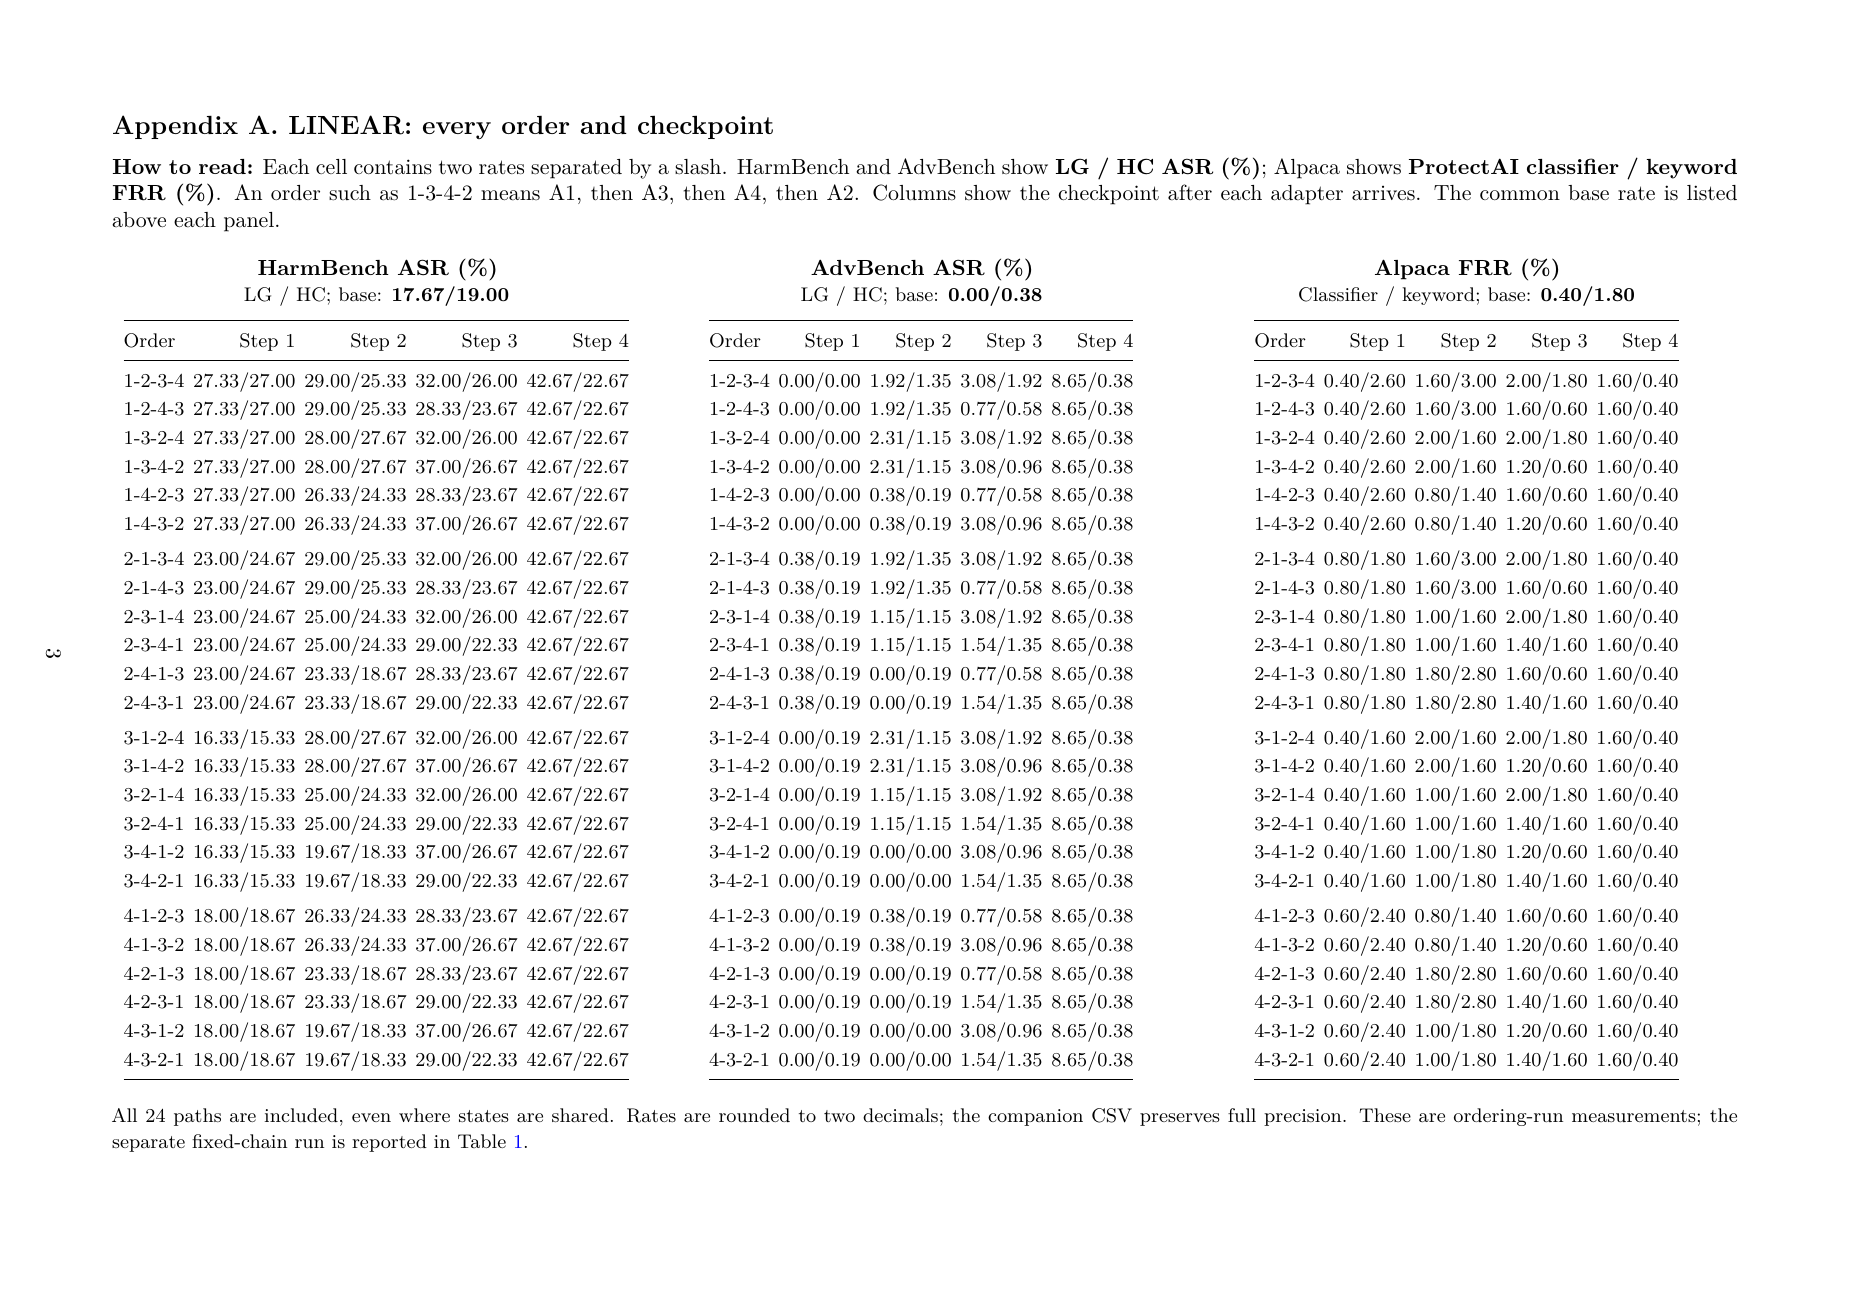 Appendix A. LINEAR: every order and checkpoint
How to read: Each cell contains two rates separated by a slash. HarmBench and AdvBench show LG / HC ASR (%); Alpaca shows ProtectAI classifier / keyword
FRR (%). An order such as 1-3-4-2 means A1, then A3, then A4, then A2. Columns show the checkpoint after each adapter arrives. The common base rate is listed
above each panel.
HarmBench ASR (%)
LG / HC; base: 17.67/19.00
Order Step 1 Step 2 Step 3 Step 4
1-2-3-4 27.33/27.00 29.00/25.33 32.00/26.00 42.67/22.67
1-2-4-3 27.33/27.00 29.00/25.33 28.33/23.67 42.67/22.67
1-3-2-4 27.33/27.00 28.00/27.67 32.00/26.00 42.67/22.67
1-3-4-2 27.33/27.00 28.00/27.67 37.00/26.67 42.67/22.67
1-4-2-3 27.33/27.00 26.33/24.33 28.33/23.67 42.67/22.67
1-4-3-2 27.33/27.00 26.33/24.33 37.00/26.67 42.67/22.67
2-1-3-4 23.00/24.67 29.00/25.33 32.00/26.00 42.67/22.67
2-1-4-3 23.00/24.67 29.00/25.33 28.33/23.67 42.67/22.67
2-3-1-4 23.00/24.67 25.00/24.33 32.00/26.00 42.67/22.67
2-3-4-1 23.00/24.67 25.00/24.33 29.00/22.33 42.67/22.67
2-4-1-3 23.00/24.67 23.33/18.67 28.33/23.67 42.67/22.67
2-4-3-1 23.00/24.67 23.33/18.67 29.00/22.33 42.67/22.67
3-1-2-4 16.33/15.33 28.00/27.67 32.00/26.00 42.67/22.67
3-1-4-2 16.33/15.33 28.00/27.67 37.00/26.67 42.67/22.67
3-2-1-4 16.33/15.33 25.00/24.33 32.00/26.00 42.67/22.67
3-2-4-1 16.33/15.33 25.00/24.33 29.00/22.33 42.67/22.67
3-4-1-2 16.33/15.33 19.67/18.33 37.00/26.67 42.67/22.67
3-4-2-1 16.33/15.33 19.67/18.33 29.00/22.33 42.67/22.67
4-1-2-3 18.00/18.67 26.33/24.33 28.33/23.67 42.67/22.67
4-1-3-2 18.00/18.67 26.33/24.33 37.00/26.67 42.67/22.67
4-2-1-3 18.00/18.67 23.33/18.67 28.33/23.67 42.67/22.67
4-2-3-1 18.00/18.67 23.33/18.67 29.00/22.33 42.67/22.67
4-3-1-2 18.00/18.67 19.67/18.33 37.00/26.67 42.67/22.67
4-3-2-1 18.00/18.67 19.67/18.33 29.00/22.33 42.67/22.67
AdvBench ASR (%)
LG / HC; base: 0.00/0.38
Order Step 1 Step 2 Step 3 Step 4
1-2-3-4 0.00/0.00 1.92/1.35 3.08/1.92 8.65/0.38
1-2-4-3 0.00/0.00 1.92/1.35 0.77/0.58 8.65/0.38
1-3-2-4 0.00/0.00 2.31/1.15 3.08/1.92 8.65/0.38
1-3-4-2 0.00/0.00 2.31/1.15 3.08/0.96 8.65/0.38
1-4-2-3 0.00/0.00 0.38/0.19 0.77/0.58 8.65/0.38
1-4-3-2 0.00/0.00 0.38/0.19 3.08/0.96 8.65/0.38
2-1-3-4 0.38/0.19 1.92/1.35 3.08/1.92 8.65/0.38
2-1-4-3 0.38/0.19 1.92/1.35 0.77/0.58 8.65/0.38
2-3-1-4 0.38/0.19 1.15/1.15 3.08/1.92 8.65/0.38
2-3-4-1 0.38/0.19 1.15/1.15 1.54/1.35 8.65/0.38
2-4-1-3 0.38/0.19 0.00/0.19 0.77/0.58 8.65/0.38
2-4-3-1 0.38/0.19 0.00/0.19 1.54/1.35 8.65/0.38
3-1-2-4 0.00/0.19 2.31/1.15 3.08/1.92 8.65/0.38
3-1-4-2 0.00/0.19 2.31/1.15 3.08/0.96 8.65/0.38
3-2-1-4 0.00/0.19 1.15/1.15 3.08/1.92 8.65/0.38
3-2-4-1 0.00/0.19 1.15/1.15 1.54/1.35 8.65/0.38
3-4-1-2 0.00/0.19 0.00/0.00 3.08/0.96 8.65/0.38
3-4-2-1 0.00/0.19 0.00/0.00 1.54/1.35 8.65/0.38
4-1-2-3 0.00/0.19 0.38/0.19 0.77/0.58 8.65/0.38
4-1-3-2 0.00/0.19 0.38/0.19 3.08/0.96 8.65/0.38
4-2-1-3 0.00/0.19 0.00/0.19 0.77/0.58 8.65/0.38
4-2-3-1 0.00/0.19 0.00/0.19 1.54/1.35 8.65/0.38
4-3-1-2 0.00/0.19 0.00/0.00 3.08/0.96 8.65/0.38
4-3-2-1 0.00/0.19 0.00/0.00 1.54/1.35 8.65/0.38
Alpaca FRR (%)
Classifier / keyword; base: 0.40/1.80
Order Step 1 Step 2 Step 3 Step 4
1-2-3-4 0.40/2.60 1.60/3.00 2.00/1.80 1.60/0.40
1-2-4-3 0.40/2.60 1.60/3.00 1.60/0.60 1.60/0.40
1-3-2-4 0.40/2.60 2.00/1.60 2.00/1.80 1.60/0.40
1-3-4-2 0.40/2.60 2.00/1.60 1.20/0.60 1.60/0.40
1-4-2-3 0.40/2.60 0.80/1.40 1.60/0.60 1.60/0.40
1-4-3-2 0.40/2.60 0.80/1.40 1.20/0.60 1.60/0.40
2-1-3-4 0.80/1.80 1.60/3.00 2.00/1.80 1.60/0.40
2-1-4-3 0.80/1.80 1.60/3.00 1.60/0.60 1.60/0.40
2-3-1-4 0.80/1.80 1.00/1.60 2.00/1.80 1.60/0.40
2-3-4-1 0.80/1.80 1.00/1.60 1.40/1.60 1.60/0.40
2-4-1-3 0.80/1.80 1.80/2.80 1.60/0.60 1.60/0.40
2-4-3-1 0.80/1.80 1.80/2.80 1.40/1.60 1.60/0.40
3-1-2-4 0.40/1.60 2.00/1.60 2.00/1.80 1.60/0.40
3-1-4-2 0.40/1.60 2.00/1.60 1.20/0.60 1.60/0.40
3-2-1-4 0.40/1.60 1.00/1.60 2.00/1.80 1.60/0.40
3-2-4-1 0.40/1.60 1.00/1.60 1.40/1.60 1.60/0.40
3-4-1-2 0.40/1.60 1.00/1.80 1.20/0.60 1.60/0.40
3-4-2-1 0.40/1.60 1.00/1.80 1.40/1.60 1.60/0.40
4-1-2-3 0.60/2.40 0.80/1.40 1.60/0.60 1.60/0.40
4-1-3-2 0.60/2.40 0.80/1.40 1.20/0.60 1.60/0.40
4-2-1-3 0.60/2.40 1.80/2.80 1.60/0.60 1.60/0.40
4-2-3-1 0.60/2.40 1.80/2.80 1.40/1.60 1.60/0.40
4-3-1-2 0.60/2.40 1.00/1.80 1.20/0.60 1.60/0.40
4-3-2-1 0.60/2.40 1.00/1.80 1.40/1.60 1.60/0.40
All 24 paths are included, even where states are shared. Rates are rounded to two decimals; the companion CSV preserves full precision. These are ordering-run measurements; the
separate fixed-chain run is reported in Table 1.
3